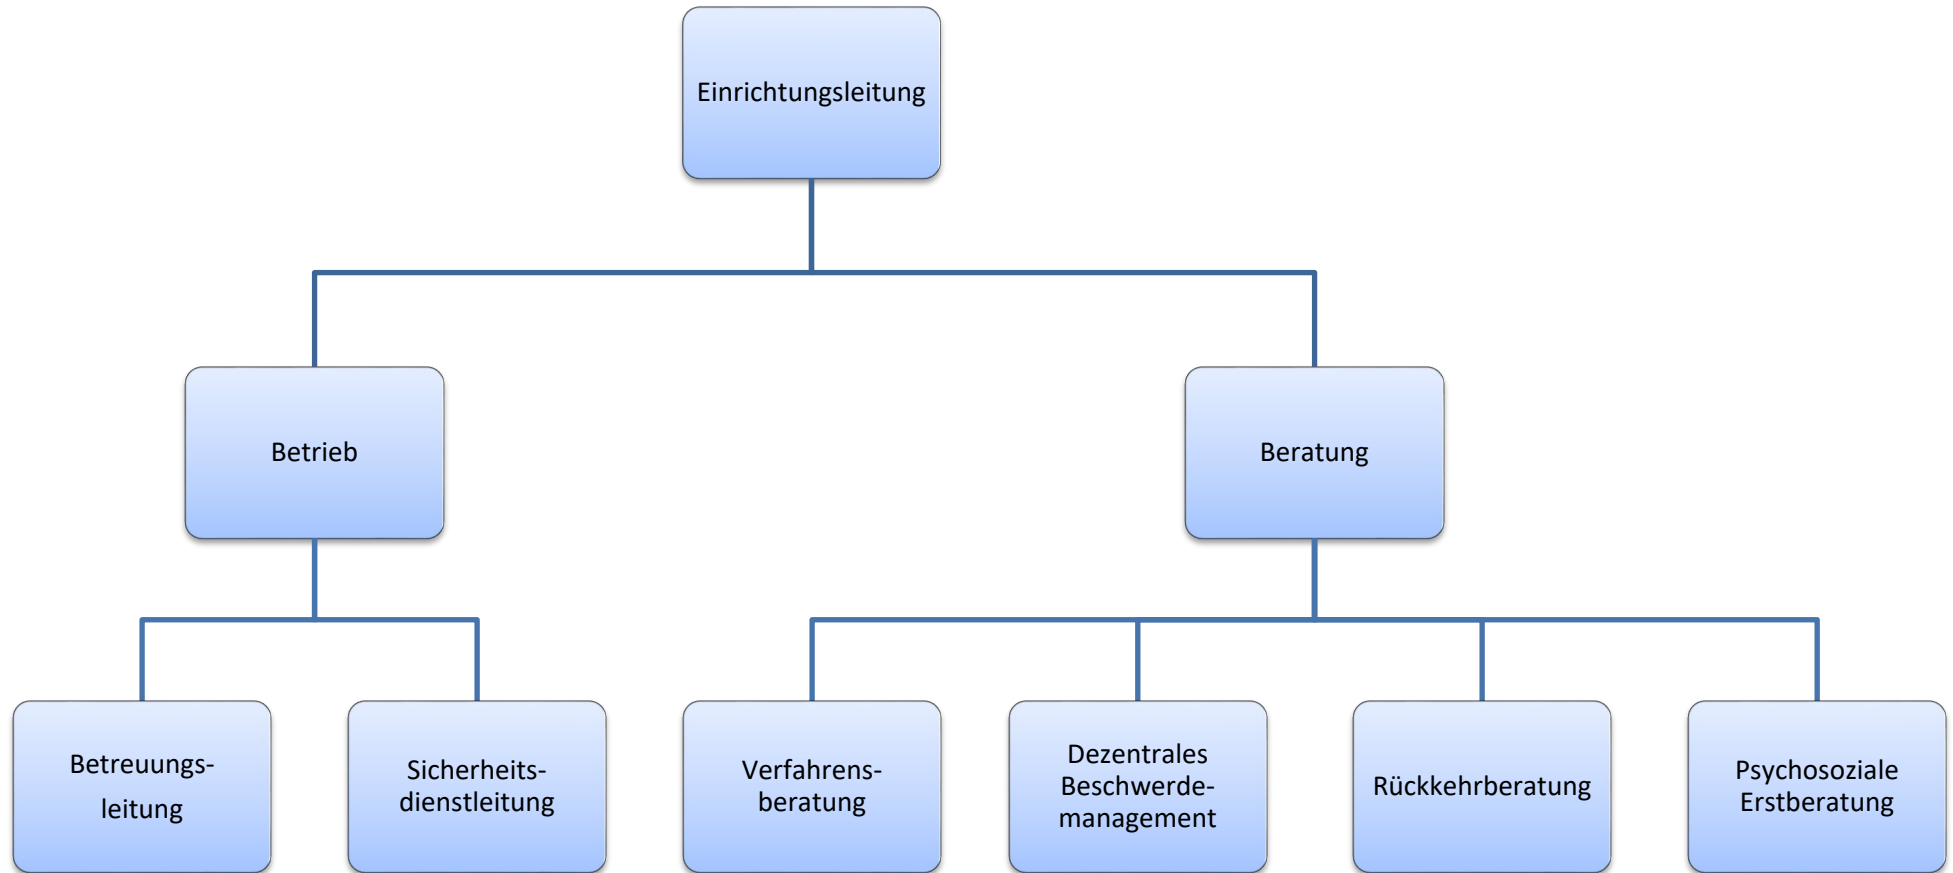 Einrichtungsleitung
Betrieb
Beratung
Betreuungs-
leitung
Sicherheits-
dienstleitung
Verfahrens-
beratung
Dezentrales
Beschwerde-
management
Rückkehrberatung
Psychosoziale
Erstberatung